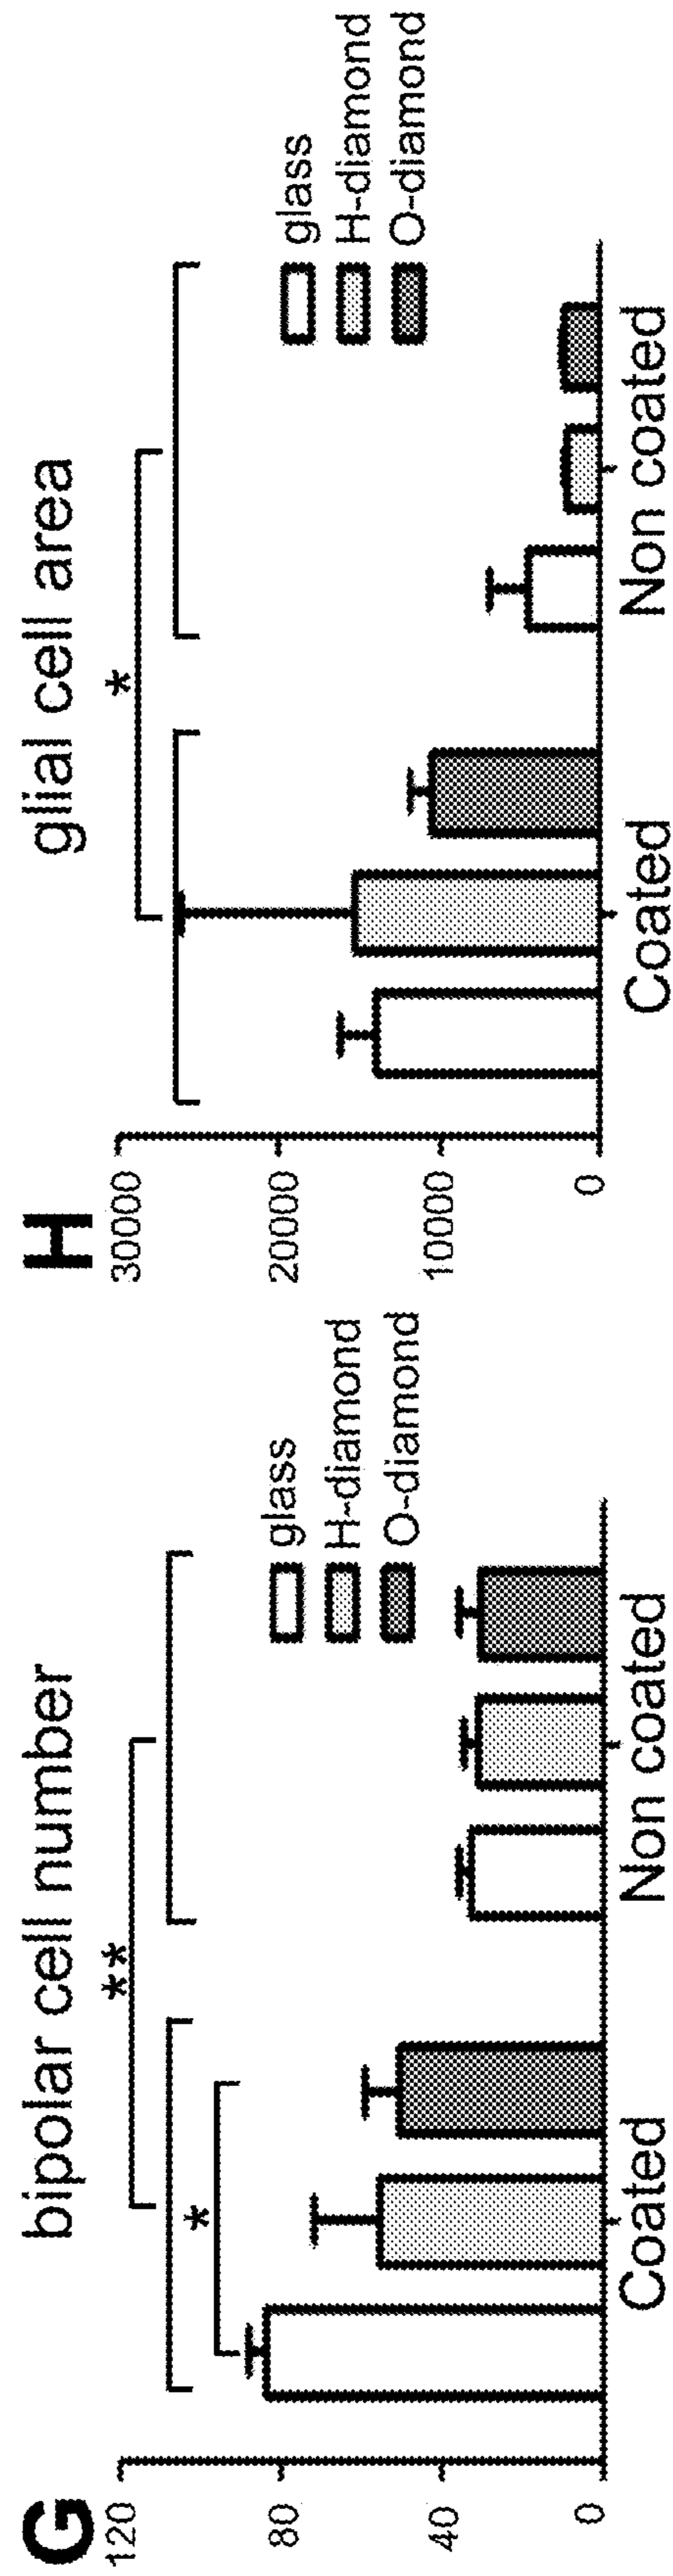 G
bipolar cell number
**
*
120
80
40
0
glass
H-diamond
O-diamond
Coated
Non coated
H
glial cell area
*
30000
20000
10000
0
glass
H-diamond
O-diamond
Coated
Non coated